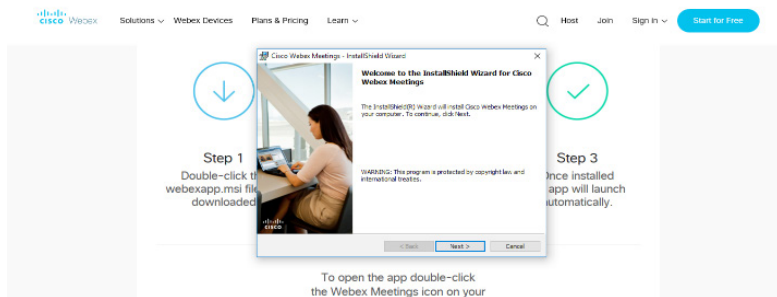 CISCO Webex
Solutions
Webex Devices
Plans & Pricing
Learn
Host
Join
Sign in
Start for Free
Cisco Webex Meetings - InstallShield Wizard
Welcome to the InstallShield Wizard for Cisco
Webex Meetings
The InstallShield(R) Wizard will install Cisco Webex Meetings on
your computer. To continue, click Next.
WARNING: This program is protected by copyright law and
international treaties.
CISCO
< Back
Next >
Cancel
Step 1
Double-click th
webexapp.msi file
downloaded
Step 3
Once installed
app will launch
automatically.
To open the app double-click
the Webex Meetings icon on your